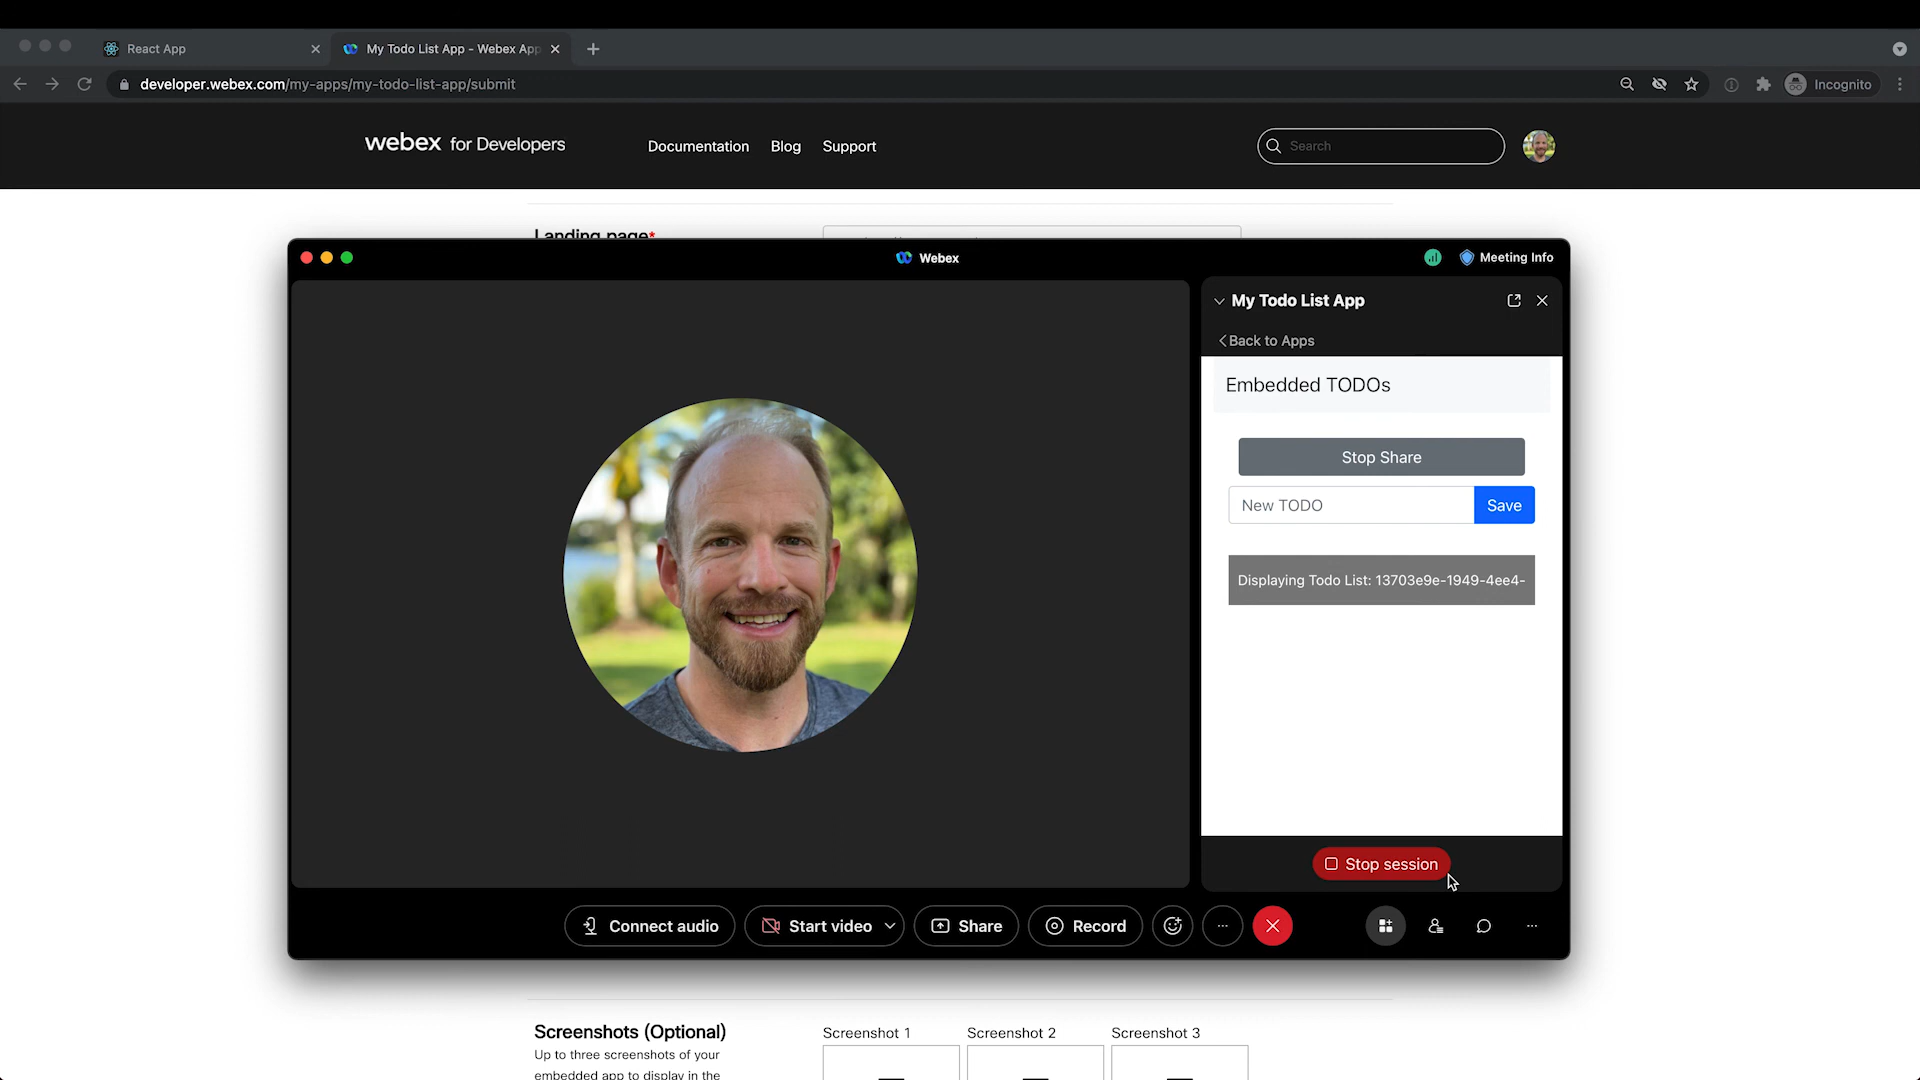 React App
My Todo List App - Webex App
developer.webex.com/my-apps/my-todo-list-app/submit
Incognito
webex for Developers
Documentation
Blog
Support
Search
Landing page*
Webex
Meeting Info
My Todo List App
Back to Apps
Embedded TODOs
Stop Share
New TODO
Save
Displaying Todo List: 13703e9e-1949-4ee4-
Stop session
Connect audio
Start video
Share
Record
Screenshots (Optional)
Up to three screenshots of your
embedded app to display in the
Screenshot 1
Screenshot 2
Screenshot 3